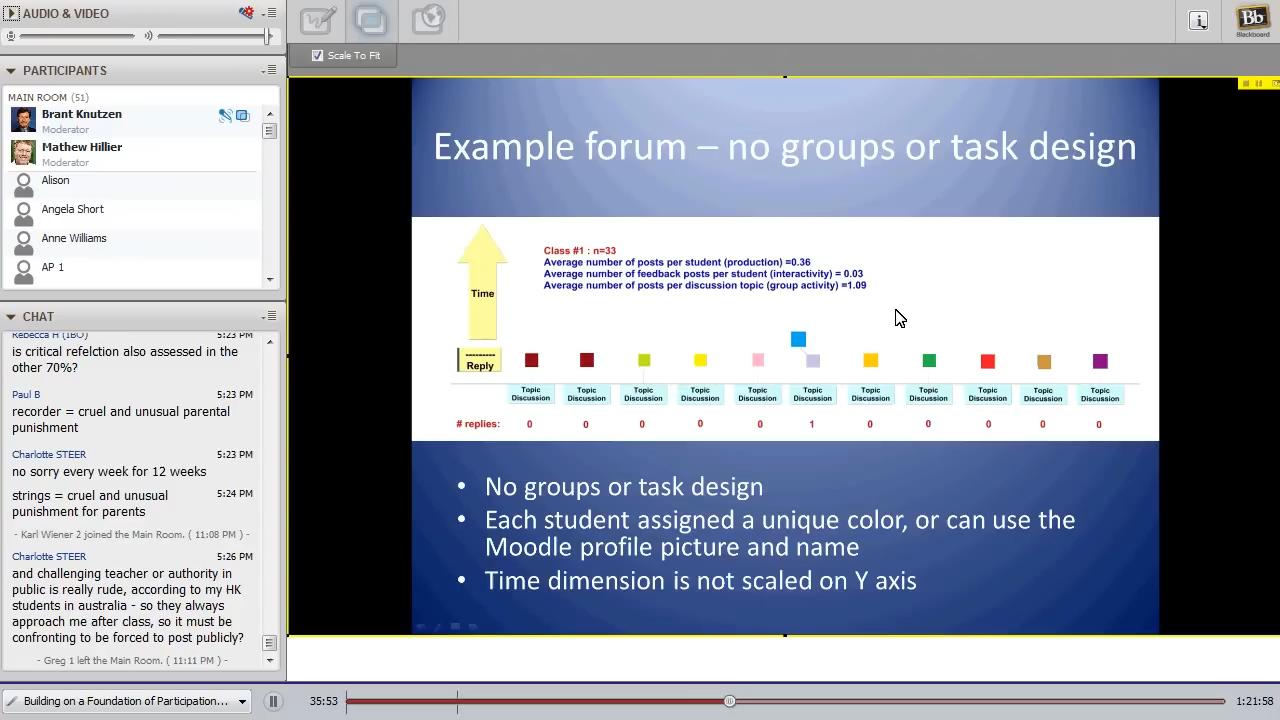 AUDIO & VIDEO
PARTICIPANTS
MAIN ROOM (51)
Brant Knutzen
Moderator
Mathew Hillier
Moderator
Alison
Angela Short
Anne Williams
AP 1
CHAT
Rebecca H (IBO) 5:23 PM
is critical refelction also assessed in the
other 70%?
Paul B 5:23 PM
recorder = cruel and unusual parental
punishment
Charlotte STEER 5:23 PM
no sorry every week for 12 weeks
strings = cruel and unusual 5:24 PM
punishment for parents
- Karl Wiener 2 joined the Main Room. ( 11:08 PM ) -
Charlotte STEER 5:26 PM
and challenging teacher or authority in
public is really rude, according to my HK
students in australia - so they always
approach me after class, so it must be
confronting to be forced to post publicly?
- Greg 1 left the Main Room. ( 11:11 PM ) -
Building on a Foundation of Participation...
Scale To Fit
Bb
Blackboard
Example forum – no groups or task design
Time
Class #1 : n=33
Average number of posts per student (production) =0.36
Average number of feedback posts per student (interactivity) = 0.03
Average number of posts per discussion topic (group activity) =1.09
---------
Reply
Topic Discussion Topic Discussion Topic Discussion Topic Discussion Topic Discussion Topic Discussion Topic Discussion Topic Discussion Topic Discussion Topic Discussion Topic Discussion
# replies: 0 0 0 0 0 1 0 0 0 0 0
• No groups or task design
• Each student assigned a unique color, or can use the
Moodle profile picture and name
• Time dimension is not scaled on Y axis
35:53
1:21:58